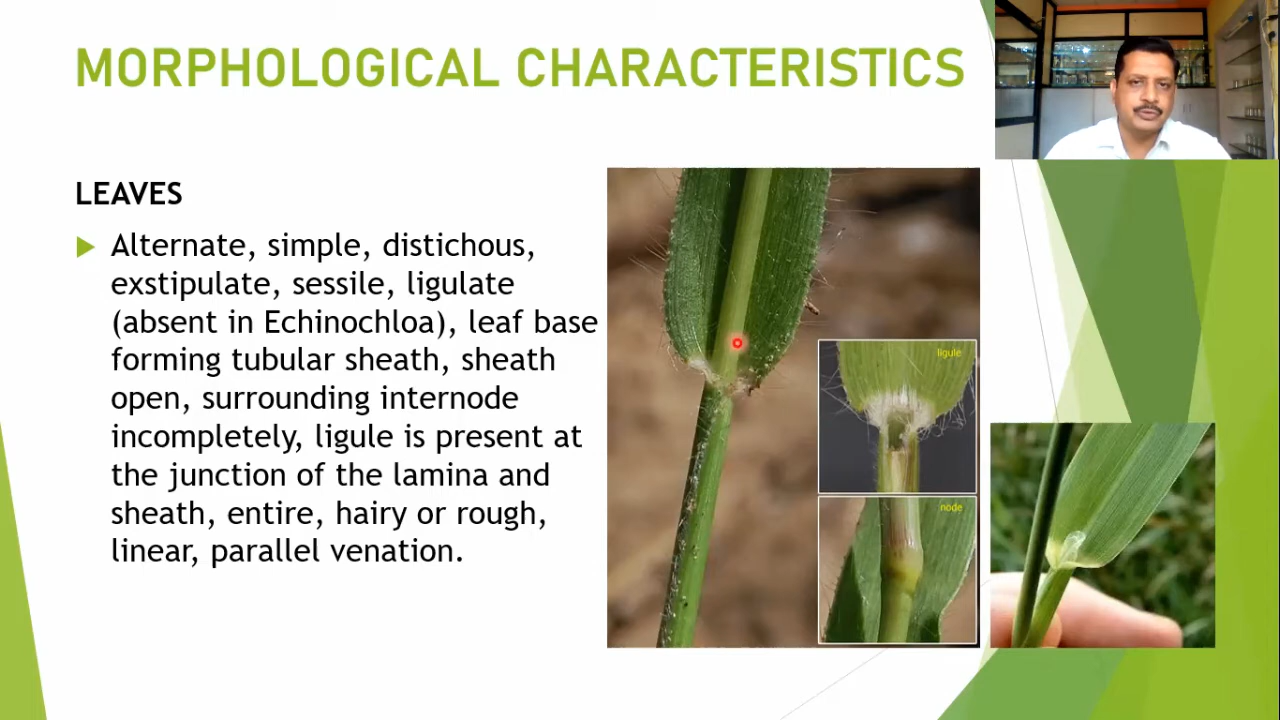 MORPHOLOGICAL CHARACTERISTICS
LEAVES
Alternate, simple, distichous,
exstipulate, sessile, ligulate
(absent in Echinochloa), leaf base
forming tubular sheath, sheath
open, surrounding internode
incompletely, ligule is present at
the junction of the lamina and
sheath, entire, hairy or rough,
linear, parallel venation.
ligule
node